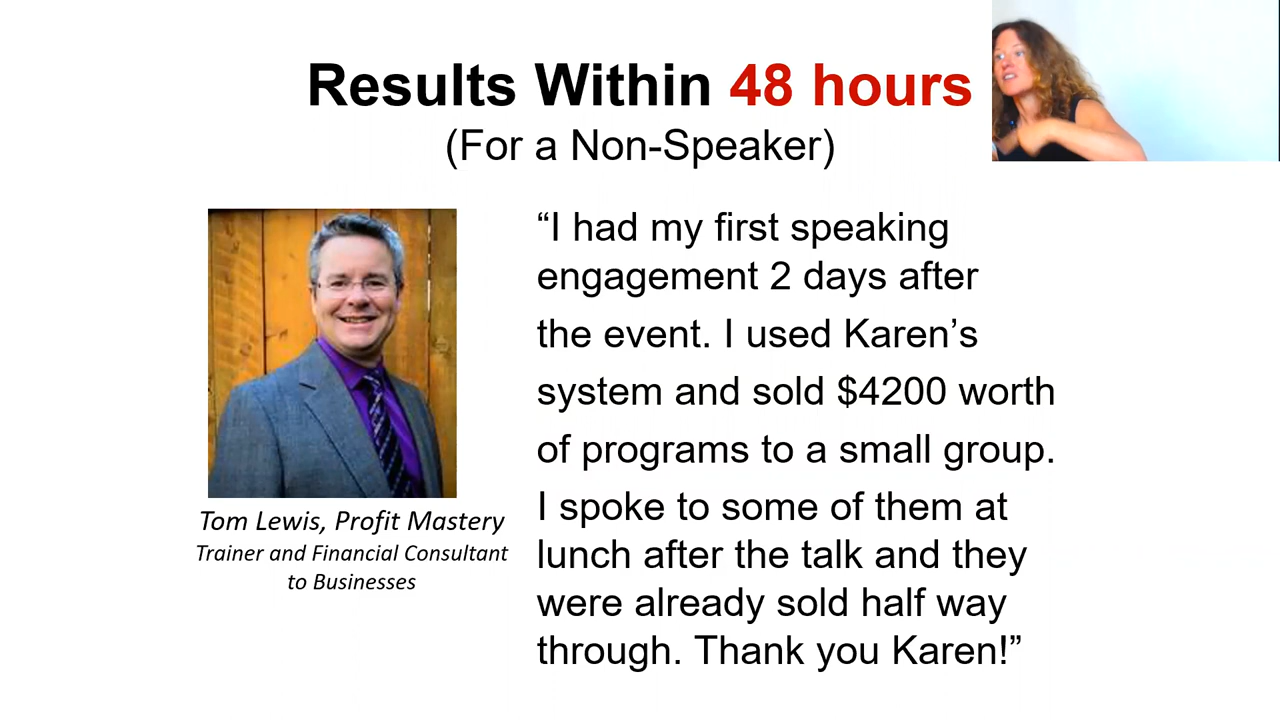 Results Within 48 hours
(For a Non-Speaker)
“I had my first speaking
engagement 2 days after
the event. I used Karen’s
system and sold $4200 worth
of programs to a small group.
I spoke to some of them at
lunch after the talk and they
were already sold half way
through. Thank you Karen!”
Tom Lewis, Profit Mastery
Trainer and Financial Consultant
to Businesses